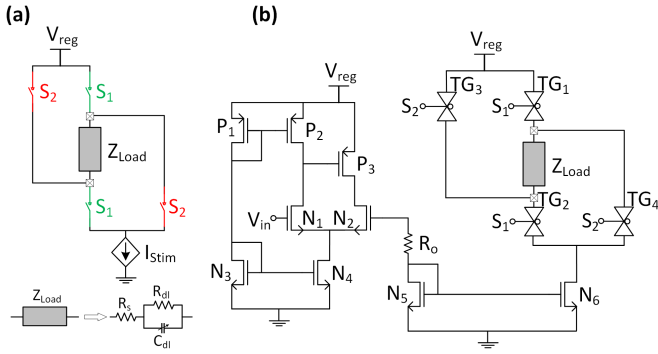 (a)
V_reg
S_2
S_1
Z_Load
S_1
S_2
I_Stim
Z_Load
R_s
R_dl
C_dl
(b)
V_reg
P_1
P_2
P_3
V_in
N_1
N_2
N_3
N_4
R_o
N_5
N_6
V_reg
TG_3
TG_1
S_2
S_1
Z_Load
TG_2
TG_4
S_1
S_2